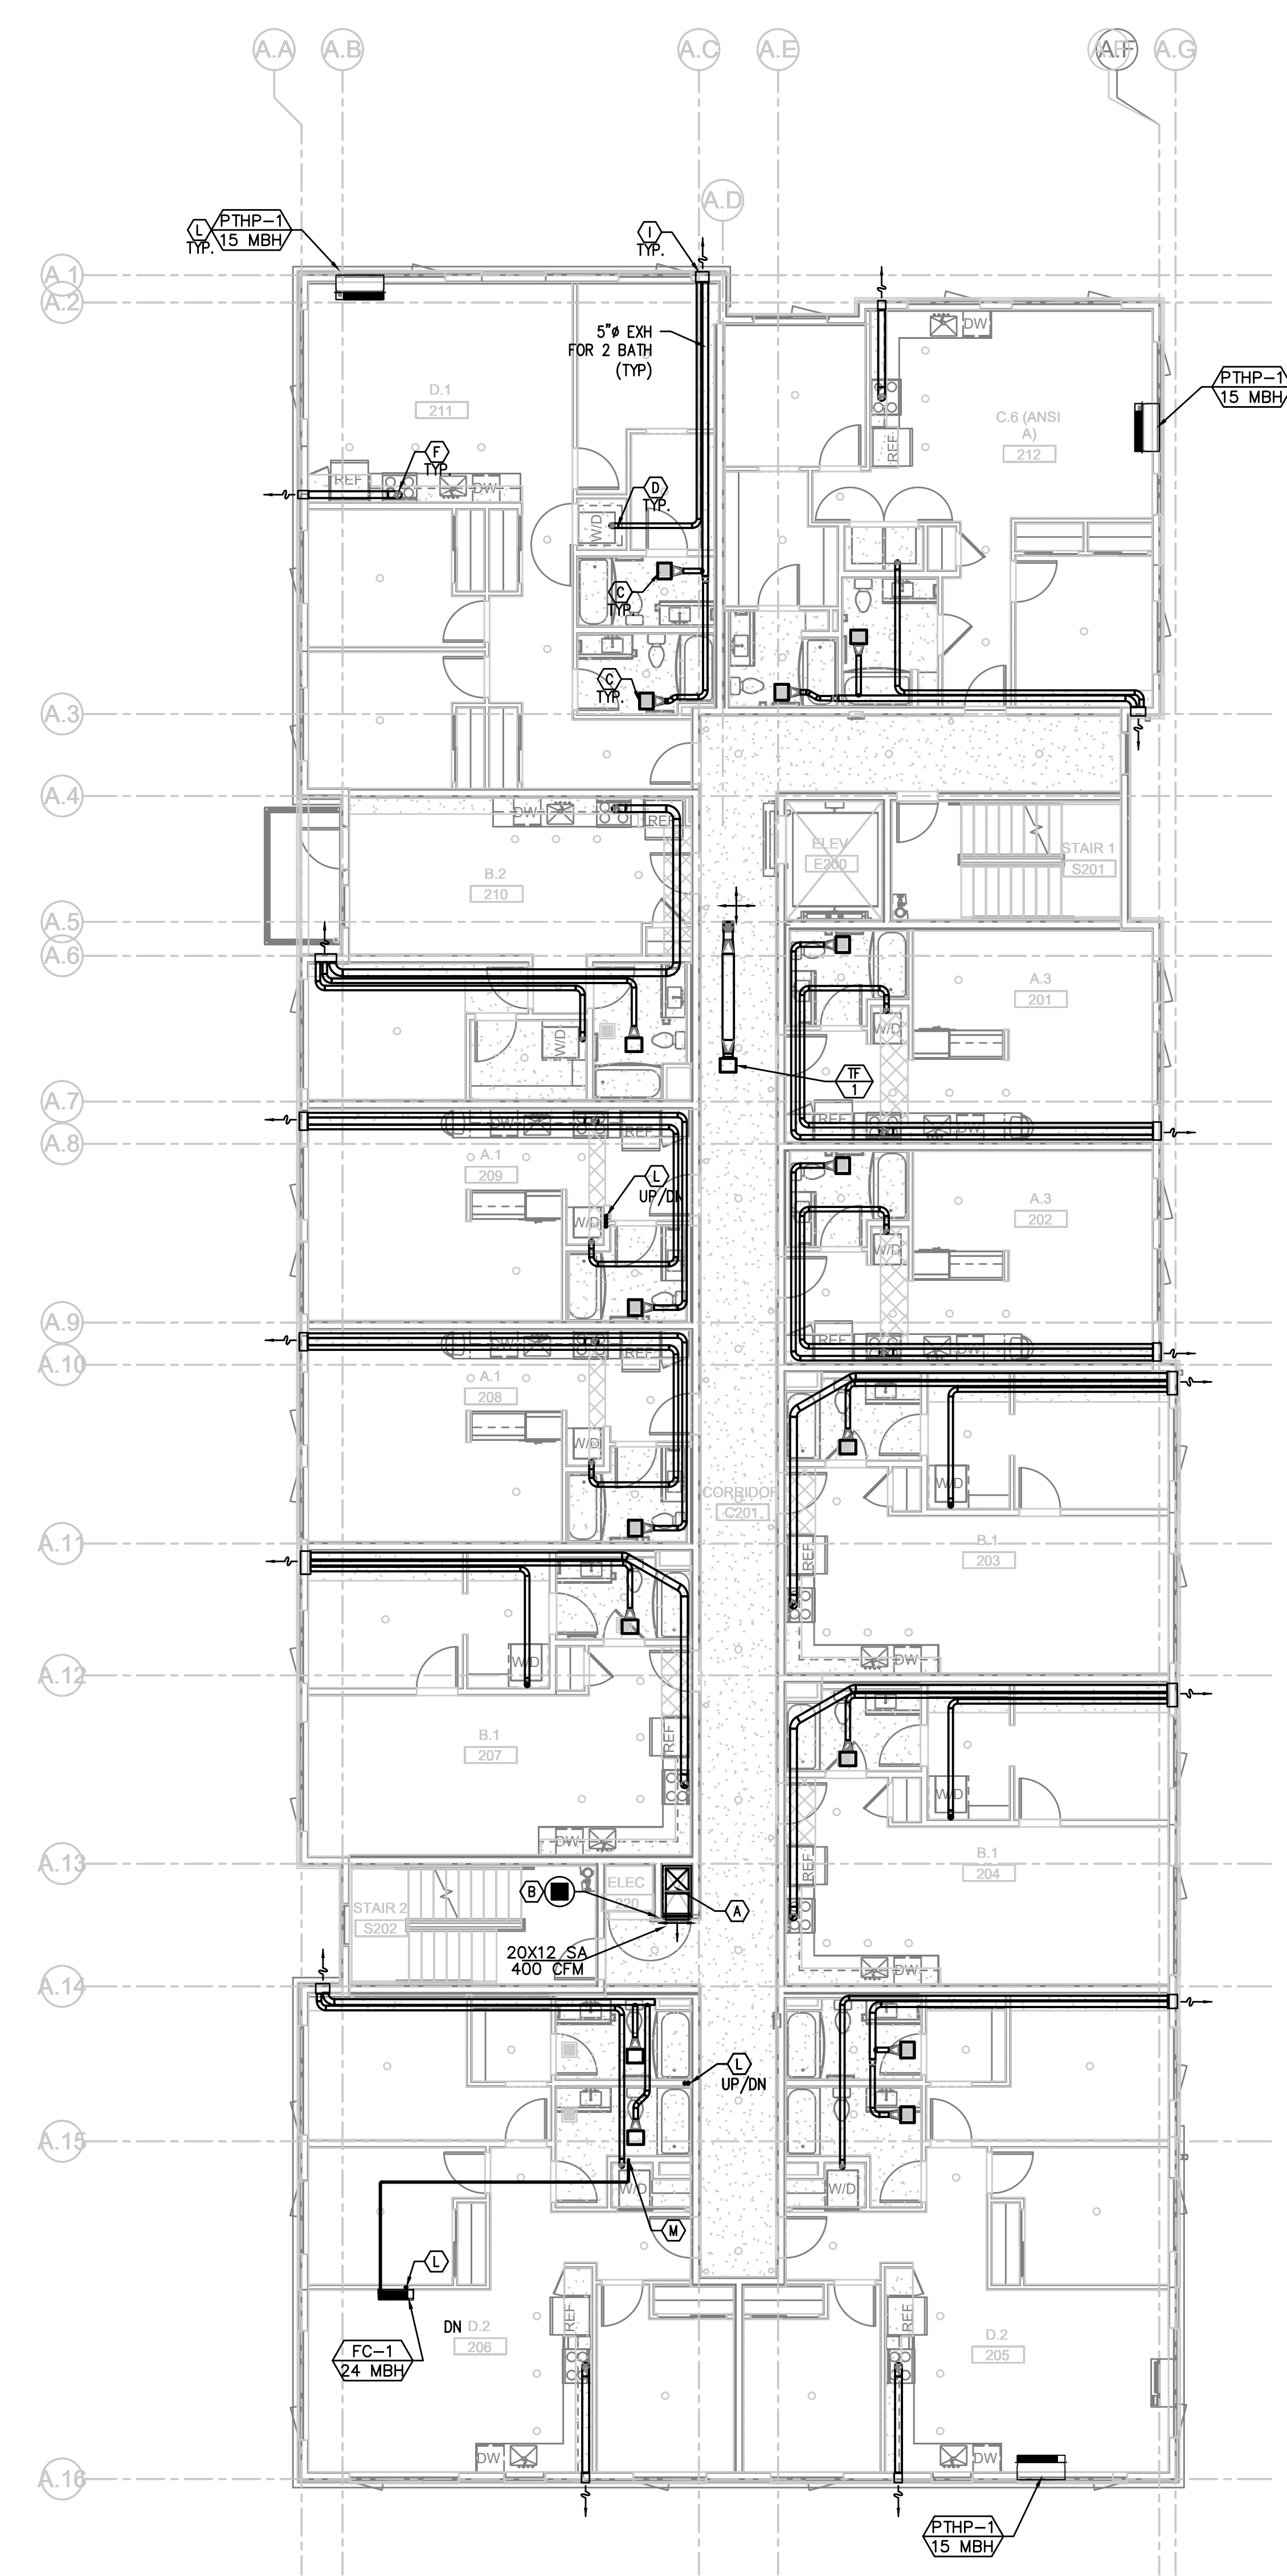 A.A
A.B
A.C
A.E
A.F
A.G
A.D
PTHP-1
15 MBH
L
TYP.
I
TYP.
A.1
A.2
5"ø EXH
FOR 2 BATH
(TYP)
DW
PTHP-1
15 MBH
D.1
211
C.6 (ANSI
A)
212
REF
F
TYP.
REF
DW
D
TYP.
W/D
C
TYP.
C
TYP.
A.3
A.4
DW
REF
ELEV
E200
STAIR 1
S201
B.2
210
A.5
A.6
A.3
201
W/D
W/D
TF
1
A.7
A.8
DW
REF
REF
DW
A.1
209
L
UP/DN
W/D
A.3
202
W/D
A.9
A.10
DW
REF
REF
DW
A.1
208
W/D
W/D
CORRIDOR
C201
A.11
B.1
203
REF
W/D
DW
A.12
B.1
207
REF
W/D
DW
B.1
204
REF
A.13
ELEC
220
B
A
STAIR 2
S202
20X12 SA
400 CFM
DW
A.14
L
UP/DN
A.15
W/D
W/D
M
L
DN
D.2
206
REF
REF
D.2
205
FC-1
24 MBH
DW
DW
A.16
PTHP-1
15 MBH